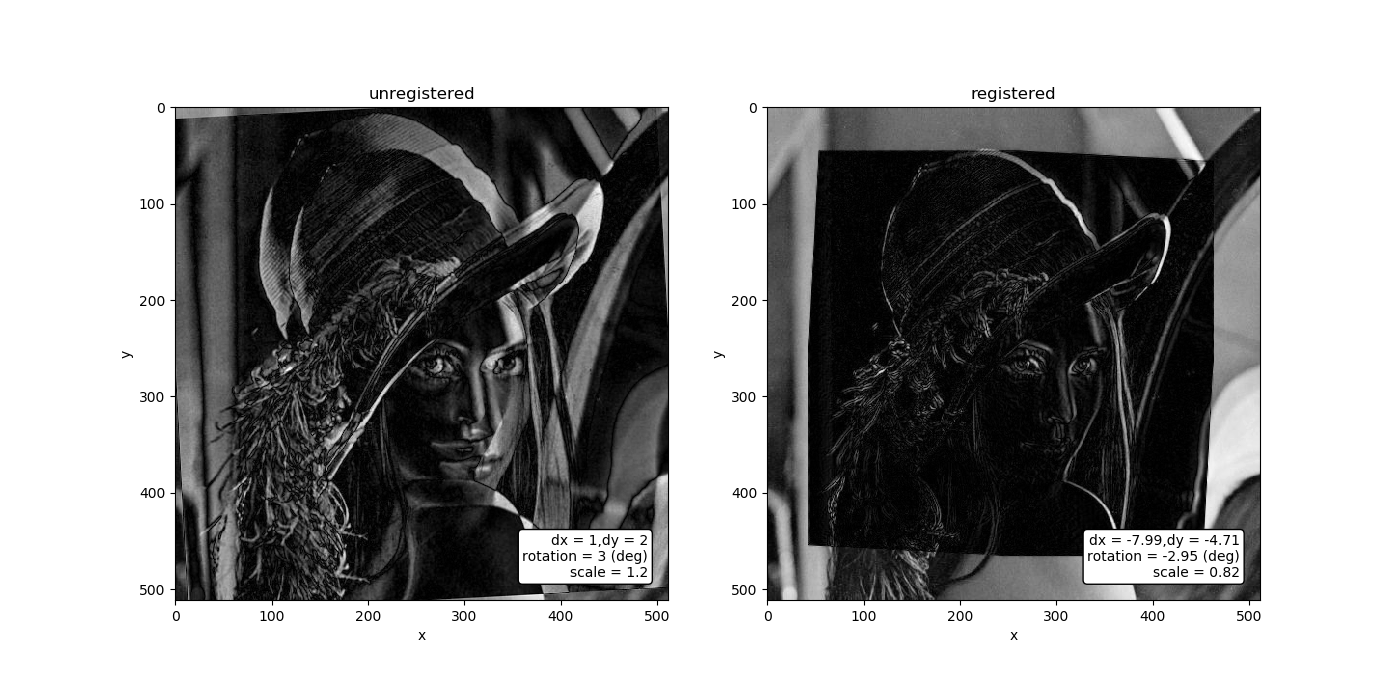 unregistered
0
100
200
300
400
500
y
0 100 200 300 400 500
x
dx = 1,dy = 2
rotation = 3 (deg)
scale = 1.2
registered
0
100
200
300
400
500
y
0 100 200 300 400 500
x
dx = -7.99,dy = -4.71
rotation = -2.95 (deg)
scale = 0.82